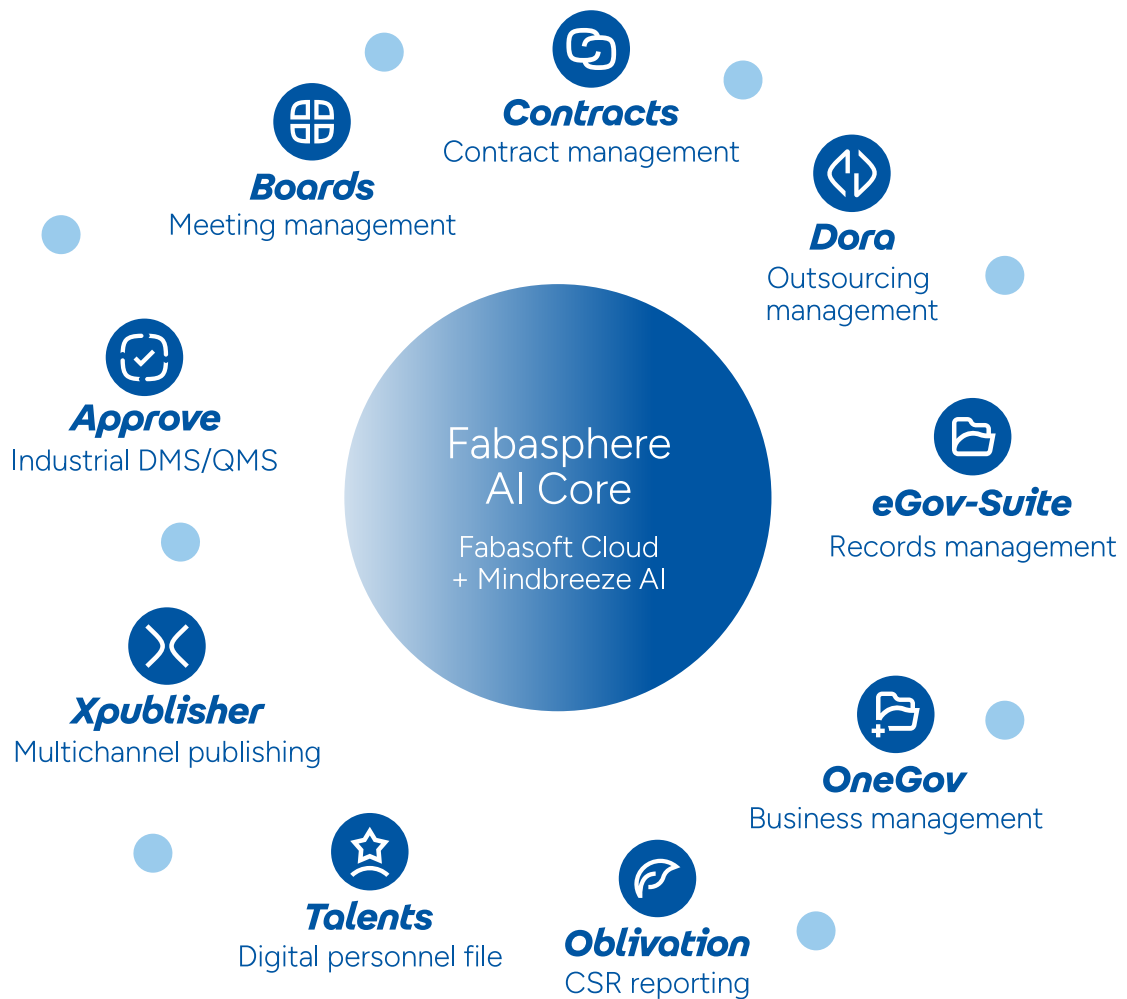 Contracts
Contract management
Boards
Meeting management
Dora
Outsourcing
management
Approve
Industrial DMS/QMS
Fabasphere
AI Core
Fabasoft Cloud
+ Mindbreeze AI
eGov-Suite
Records management
Xpublisher
Multichannel publishing
OneGov
Business management
Talents
Digital personnel file
Oblivation
CSR reporting